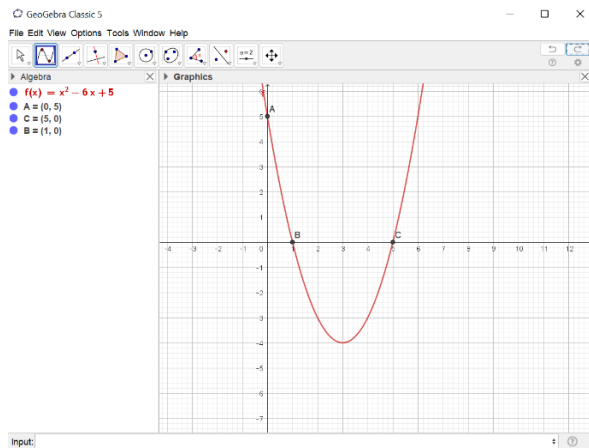 GeoGebra Classic 5
File Edit View Options Tools Window Help
a=2
Algebra
Graphics
f(x) = x² − 6 x + 5
A = (0, 5)
C = (5, 0)
B = (1, 0)
A
5
4
3
2
1
B
C
-4 -3 -2 -1 0 1 2 3 4 5 6 7 8 9 10 11 12
-1
-2
-3
-4
-5
-6
-7
Input: